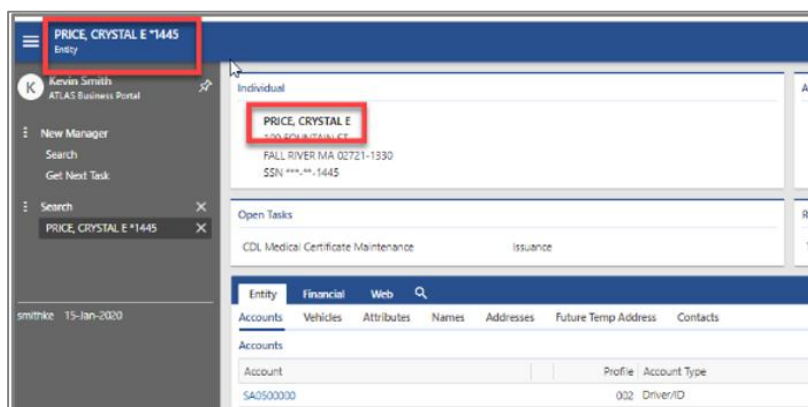 PRICE, CRYSTAL E *1445
Entity
K
Kevin Smith
ATLAS Business Portal
New Manager
Search
Get Next Task
Search
PRICE, CRYSTAL E *1445
smithke 15-Jan-2020
Individual
PRICE, CRYSTAL E
FOUNTAIN ST
FALL RIVER MA 02721-1330
SSN ***-**-1445
A
Open Tasks
CDL Medical Certificate Maintenance Issuance
R
Entity Financial Web
Accounts Vehicles Attributes Names Addresses Future Temp Address Contacts
Accounts
Account Profile Account Type
SA0500000 002 Driver/ID